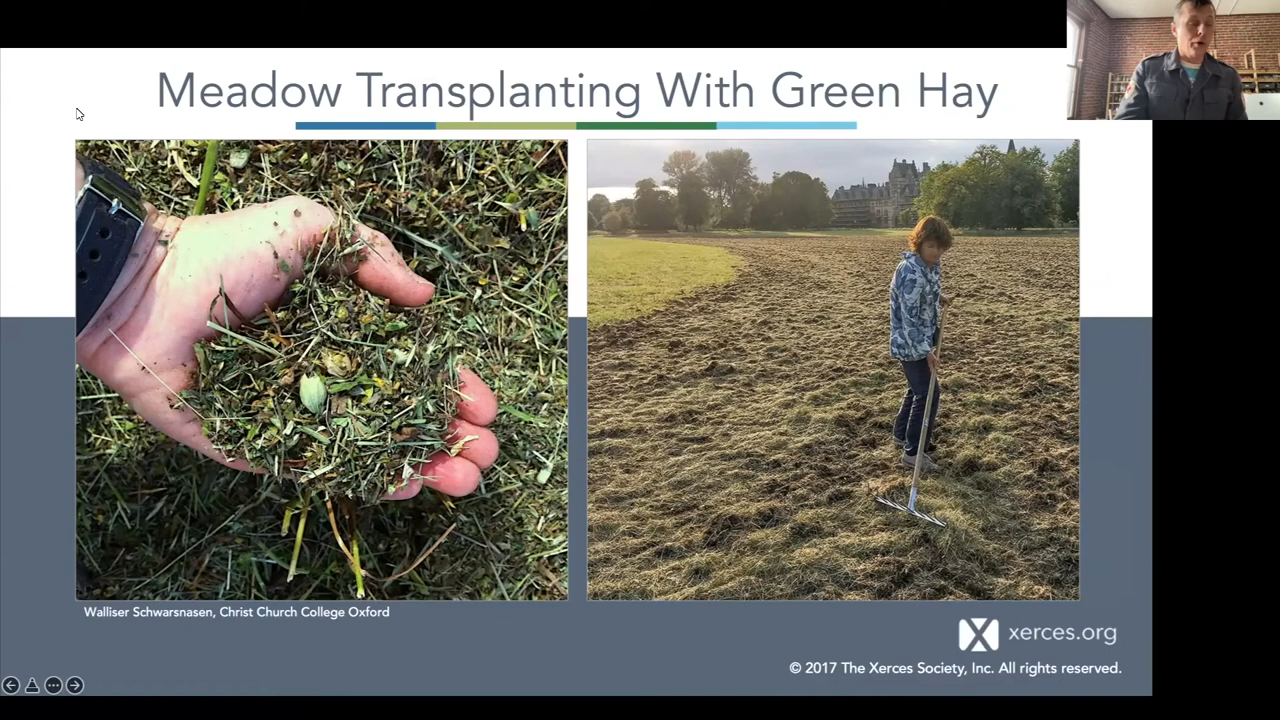 Meadow Transplanting With Green Hay
Walliser Schwarsnasen, Christ Church College Oxford
xerces.org
© 2017 The Xerces Society, Inc. All rights reserved.